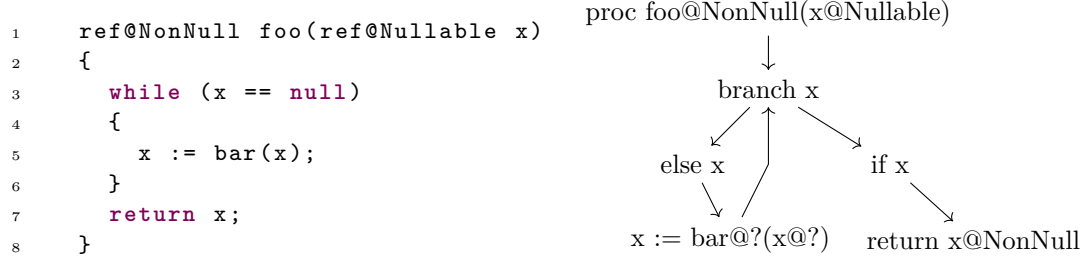 1 ref@NonNull foo(ref@Nullable x)
2 {
3 while (x == null)
4 {
5 x := bar(x);
6 }
7 return x;
8 }
proc foo@NonNull(x@Nullable)
branch x
else x
if x
x := bar@?(x@?)
return x@NonNull